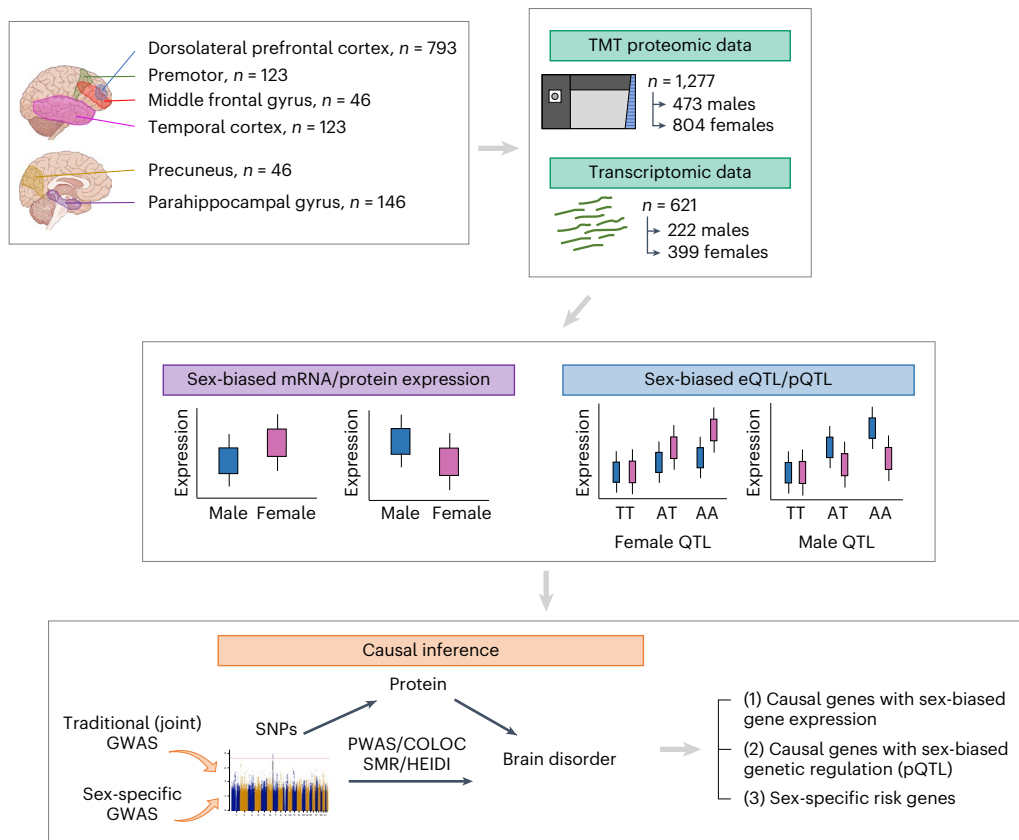 Dorsolateral prefrontal cortex, n = 793
Premotor, n = 123
Middle frontal gyrus, n = 46
Temporal cortex, n = 123
Precuneus, n = 46
Parahippocampal gyrus, n = 146
TMT proteomic data
n = 1,277
473 males
804 females
Transcriptomic data
n = 621
222 males
399 females
Sex-biased mRNA/protein expression
Expression
Male Female
Expression
Male Female
Sex-biased eQTL/pQTL
Expression
TT AT AA
Female QTL
Expression
TT AT AA
Male QTL
Causal inference
Traditional (joint)
GWAS
Sex-specific
GWAS
SNPs
Protein
PWAS/COLOC
SMR/HEIDI
Brain disorder
(1) Causal genes with sex-biased
gene expression
(2) Causal genes with sex-biased
genetic regulation (pQTL)
(3) Sex-specific risk genes